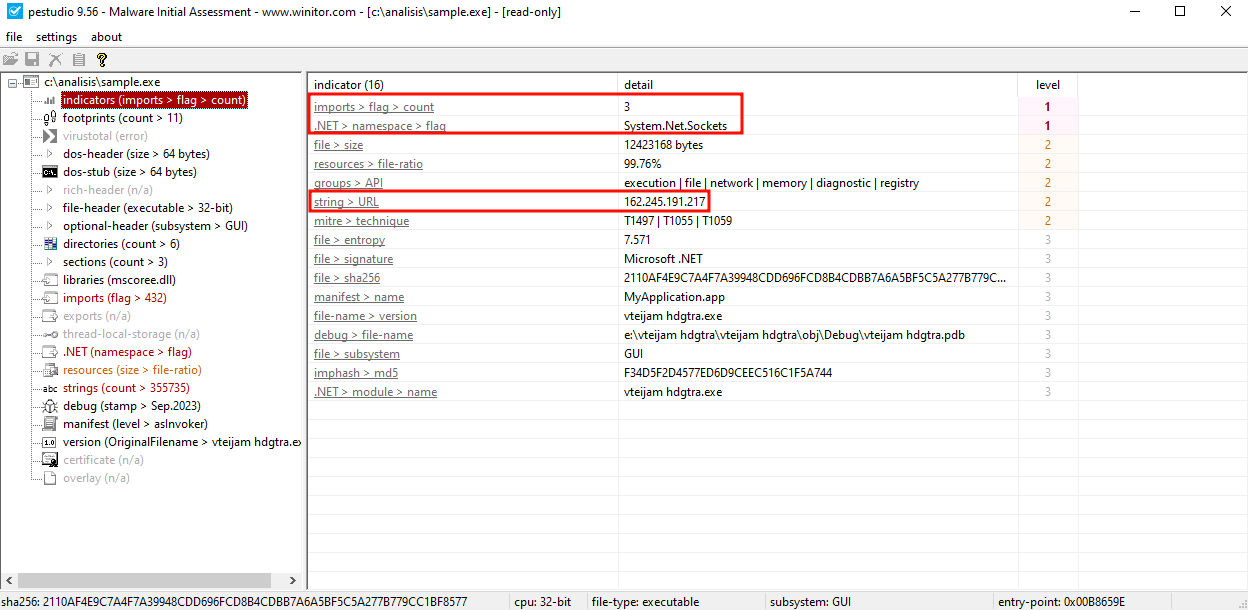 pestudio 9.56 - Malware Initial Assessment - www.winitor.com - [c:\analisis\sample.exe] - [read-only]
file settings about
c:\analisis\sample.exe
indicators (imports > flag > count)
footprints (count > 11)
virustotal (error)
dos-header (size > 64 bytes)
dos-stub (size > 64 bytes)
rich-header (n/a)
file-header (executable > 32-bit)
optional-header (subsystem > GUI)
directories (count > 6)
sections (count > 3)
libraries (mscoree.dll)
imports (flag > 432)
exports (n/a)
thread-local-storage (n/a)
.NET (namespace > flag)
resources (size > file-ratio)
abc strings (count > 355735)
debug (stamp > Sep.2023)
manifest (level > asInvoker)
1.0 version (OriginalFilename > vteijam hdgtra.ex
certificate (n/a)
overlay (n/a)
indicator (16) detail level
imports > flag > count 3 1
.NET > namespace > flag System.Net.Sockets 1
file > size 12423168 bytes 2
resources > file-ratio 99.76% 2
groups > API execution | file | network | memory | diagnostic | registry 2
string > URL 162.245.191.217 2
mitre > technique T1497 | T1055 | T1059 2
file > entropy 7.571 3
file > signature Microsoft .NET 3
file > sha256 2110AF4E9C7A4F7A39948CDD696FCD8B4CDBB7A6A5BF5C5A277B779C... 3
manifest > name MyApplication.app 3
file-name > version vteijam hdgtra.exe 3
debug > file-name e:\vteijam hdgtra\vteijam hdgtra\obj\Debug\vteijam hdgtra.pdb 3
file > subsystem GUI 3
imphash > md5 F34D5F2D4577ED6D9CEEC516C1F5A744 3
.NET > module > name vteijam hdgtra.exe 3
sha256: 2110AF4E9C7A4F7A39948CDD696FCD8B4CDBB7A6A5BF5C5A277B779CC1BF8577 cpu: 32-bit file-type: executable subsystem: GUI entry-point: 0x00B8659E